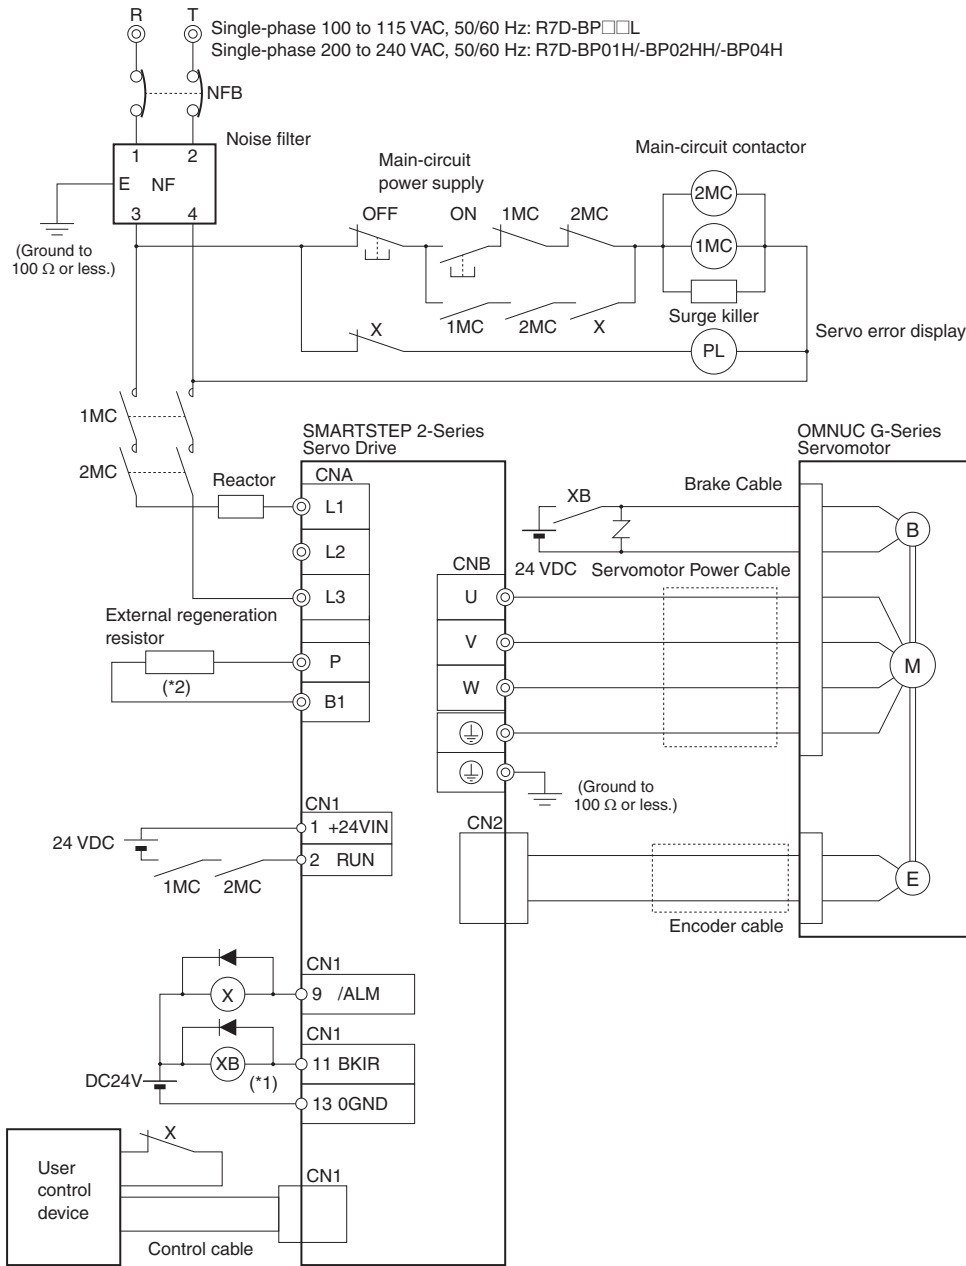 R T
Single-phase 100 to 115 VAC, 50/60 Hz: R7D-BP□□L
Single-phase 200 to 240 VAC, 50/60 Hz: R7D-BP01H/-BP02HH/-BP04H
NFB
Noise filter
1 2
E NF
3 4
(Ground to
100 Ω or less.)
Main-circuit
power supply
Main-circuit contactor
OFF ON 1MC 2MC
2MC
1MC
1MC 2MC X
Surge killer
X
PL
Servo error display
1MC
2MC
Reactor
SMARTSTEP 2-Series
Servo Drive
CNA
L1
L2
L3
External regeneration
resistor
(*2)
P
B1
OMNUC G-Series
Servomotor
XB
Brake Cable
24 VDC
Servomotor Power Cable
B
CNB
U
V
W
M
(Ground to
100 Ω or less.)
CN1
1 +24VIN
2 RUN
24 VDC
1MC 2MC
CN2
Encoder cable
E
CN1
X
9 /ALM
CN1
XB
(*1)
11 BKIR
DC24V
13 0GND
X
User
control
device
CN1
Control cable